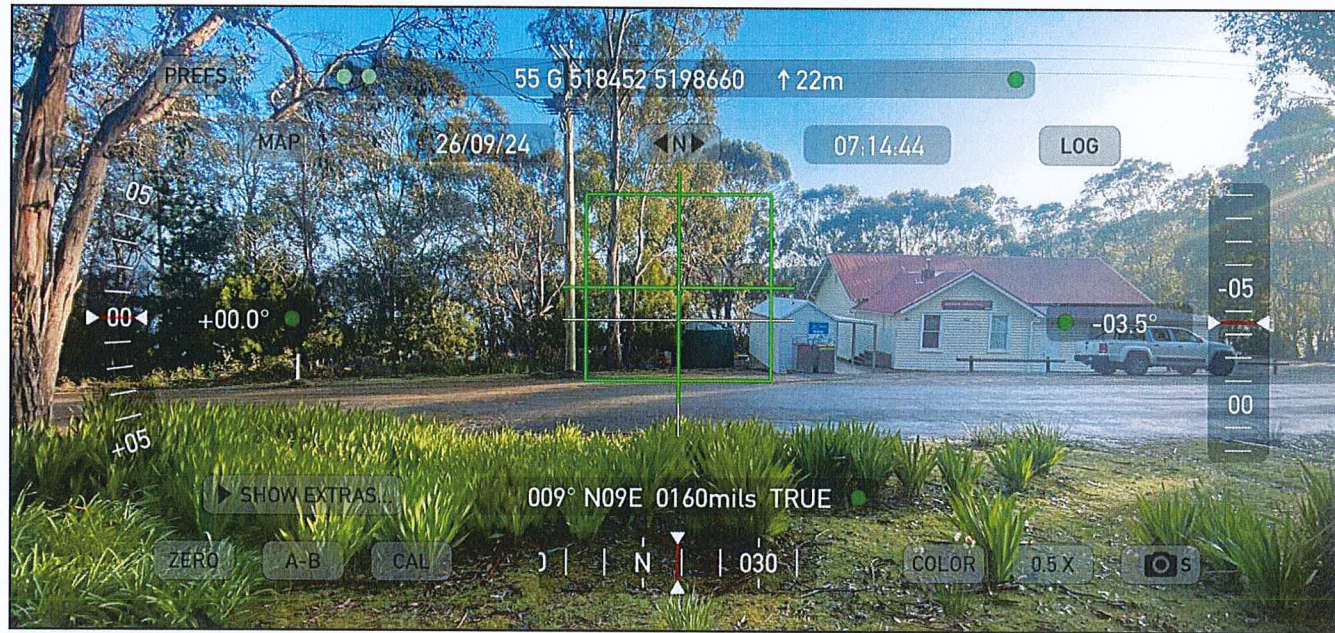 PREFS
55 G 518452 5198660 ↑ 22m
MAP
26/09/24
◀N▶
07:14:44
LOG
05
-05
00
+00.0°
-03.5°
00
+05
▶ SHOW EXTRAS...
009° N09E 0160mils TRUE
ZERO
A-B
CAL
N
030
COLOR
0.5 X
S